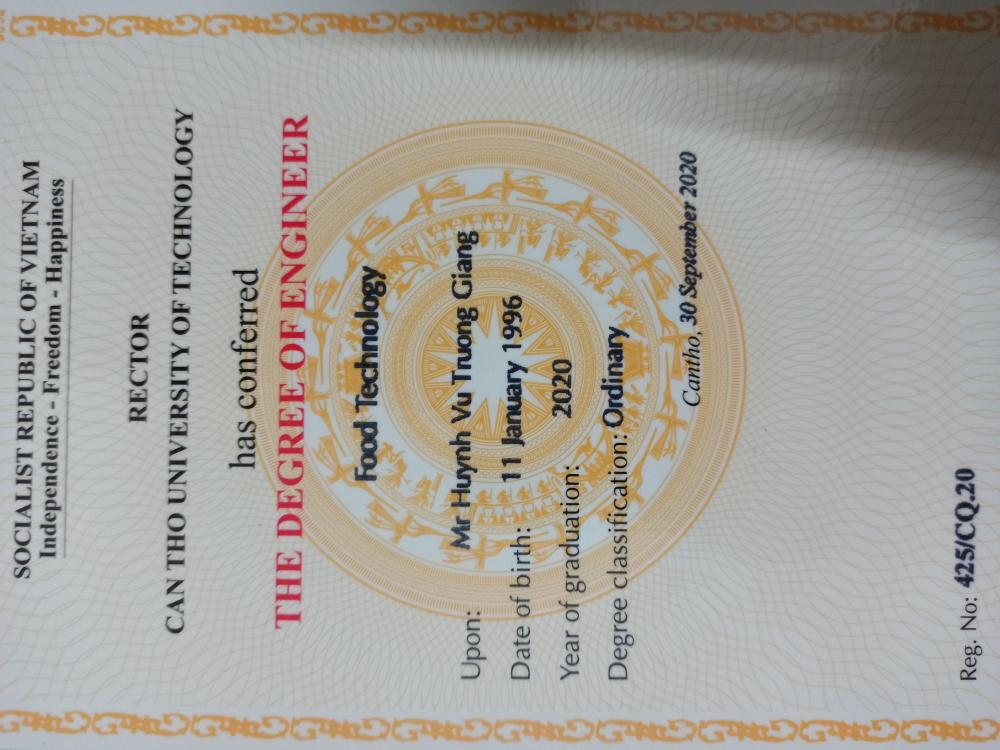 SOCIALIST REPUBLIC OF VIETNAM
Independence - Freedom - Happiness
RECTOR
CAN THO UNIVERSITY OF TECHNOLOGY
has conferred
THE DEGREE OF ENGINEER
Food Technology
Upon: Mr Huynh Vu Truong Giang
Date of birth: 11 January 1996
Year of graduation: 2020
Degree classification: Ordinary
Cantho, 30 September 2020
Reg. No: 425/CQ.20